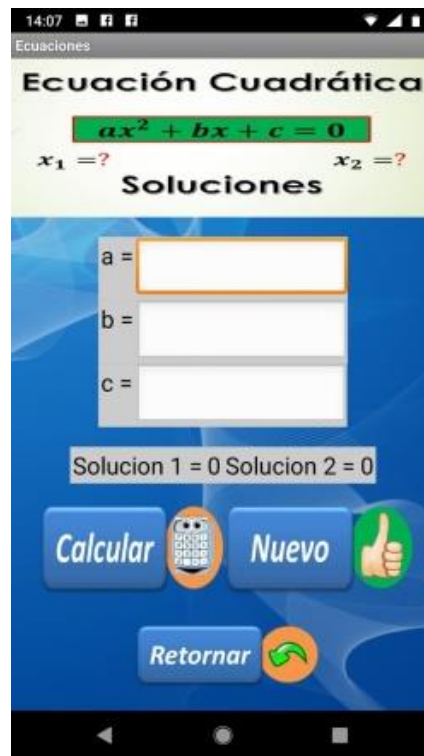 14:07
Ecuaciones
Ecuación Cuadrática
ax² + bx + c = 0
x₁ =? x₂ =?
Soluciones
a =
b =
c =
Solucion 1 = 0 Solucion 2 = 0
Calcular Nuevo
Retornar